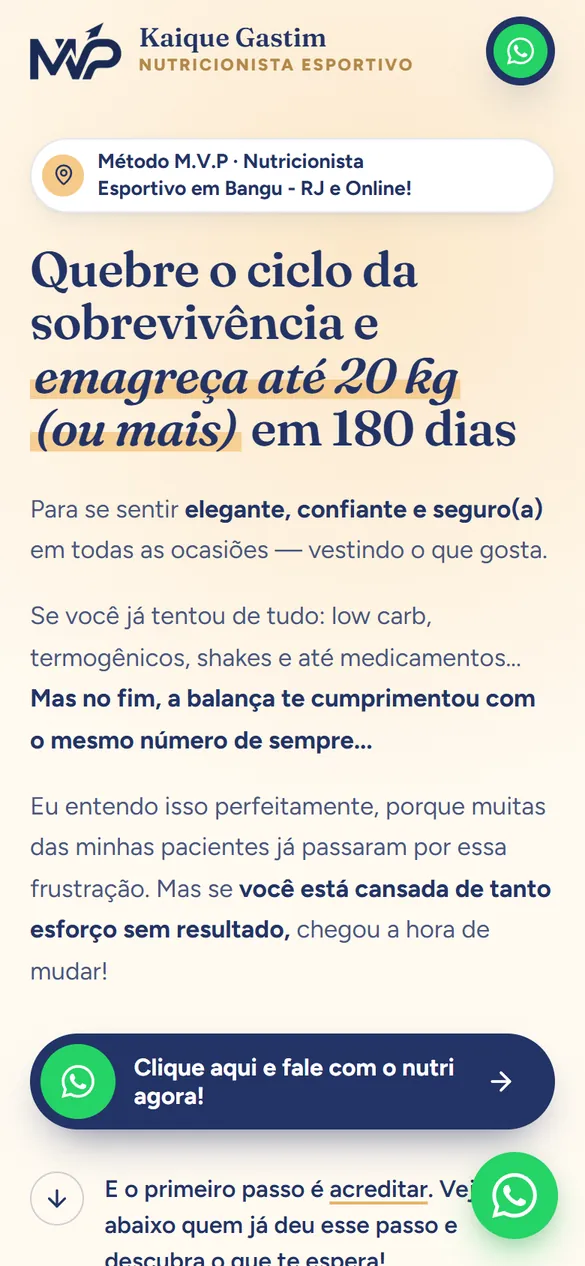 MVP
Kaique Gastim
NUTRICIONISTA ESPORTIVO
Método M.V.P · Nutricionista
Esportivo em Bangu - RJ e Online!
Quebre o ciclo da
sobrevivência e
emagreça até 20 kg
(ou mais) em 180 dias
Para se sentir elegante, confiante e seguro(a)
em todas as ocasiões — vestindo o que gosta.
Se você já tentou de tudo: low carb,
termogênicos, shakes e até medicamentos...
Mas no fim, a balança te cumprimentou com
o mesmo número de sempre...
Eu entendo isso perfeitamente, porque muitas
das minhas pacientes já passaram por essa
frustração. Mas se você está cansada de tanto
esforço sem resultado, chegou a hora de
mudar!
Clique aqui e fale com o nutri
agora!
E o primeiro passo é acreditar.
abaixo quem já deu esse passo e
descubra o que te espera!